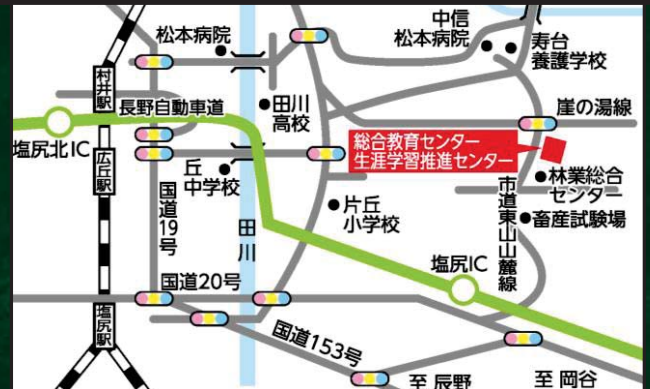 中信
松本病院
寿台
養護学校
松本病院
村井駅
長野自動車道
田川
高校
崖の湯線
塩尻北IC
広丘駅
丘
中学校
総合教育センター
生涯学習推進センター
林業総合
センター
国道19号
田川
片丘
小学校
市道東山山麓線
畜産試験場
塩尻IC
国道20号
塩尻駅
国道153号
至 辰野
至 岡谷